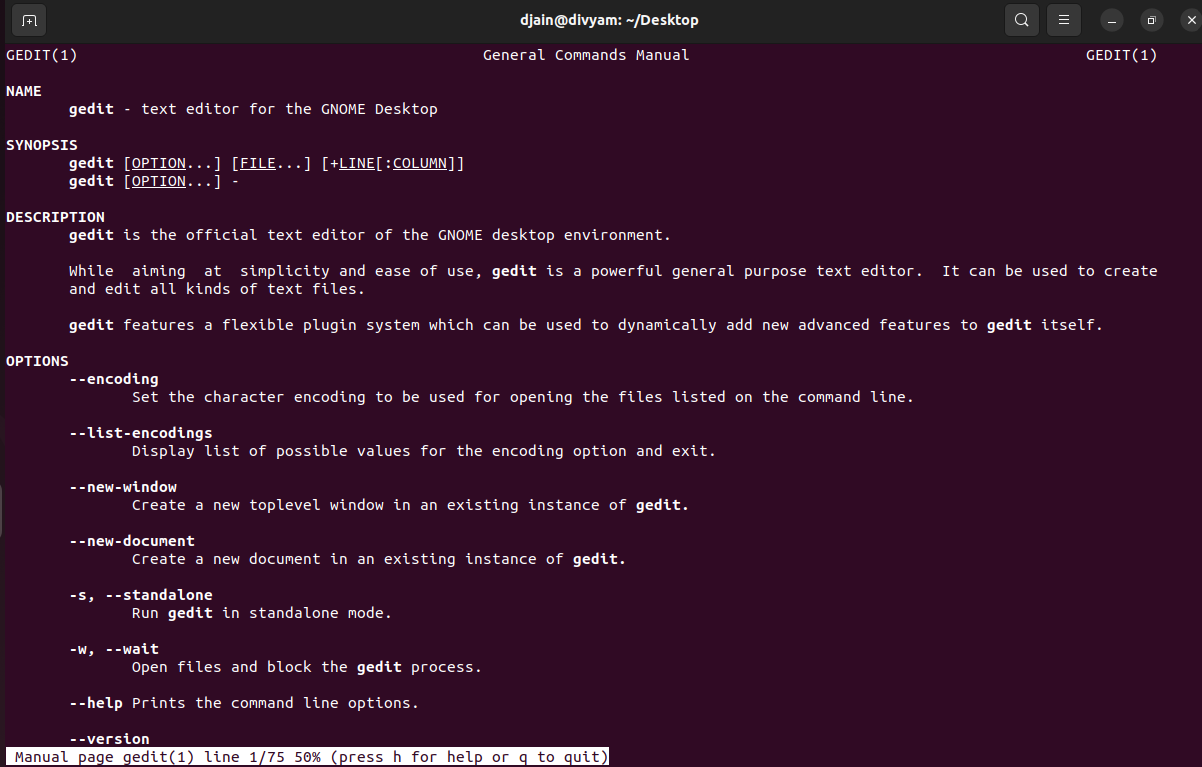 djain@divyam: ~/Desktop
GEDIT(1) General Commands Manual GEDIT(1)
NAME
gedit - text editor for the GNOME Desktop
SYNOPSIS
gedit [OPTION...] [FILE...] [+LINE[:COLUMN]]
gedit [OPTION...] -
DESCRIPTION
gedit is the official text editor of the GNOME desktop environment.
While aiming at simplicity and ease of use, gedit is a powerful general purpose text editor. It can be used to create
and edit all kinds of text files.
gedit features a flexible plugin system which can be used to dynamically add new advanced features to gedit itself.
OPTIONS
--encoding
Set the character encoding to be used for opening the files listed on the command line.
--list-encodings
Display list of possible values for the encoding option and exit.
--new-window
Create a new toplevel window in an existing instance of gedit.
--new-document
Create a new document in an existing instance of gedit.
-s, --standalone
Run gedit in standalone mode.
-w, --wait
Open files and block the gedit process.
--help Prints the command line options.
--version
Manual page gedit(1) line 1/75 50% (press h for help or q to quit)